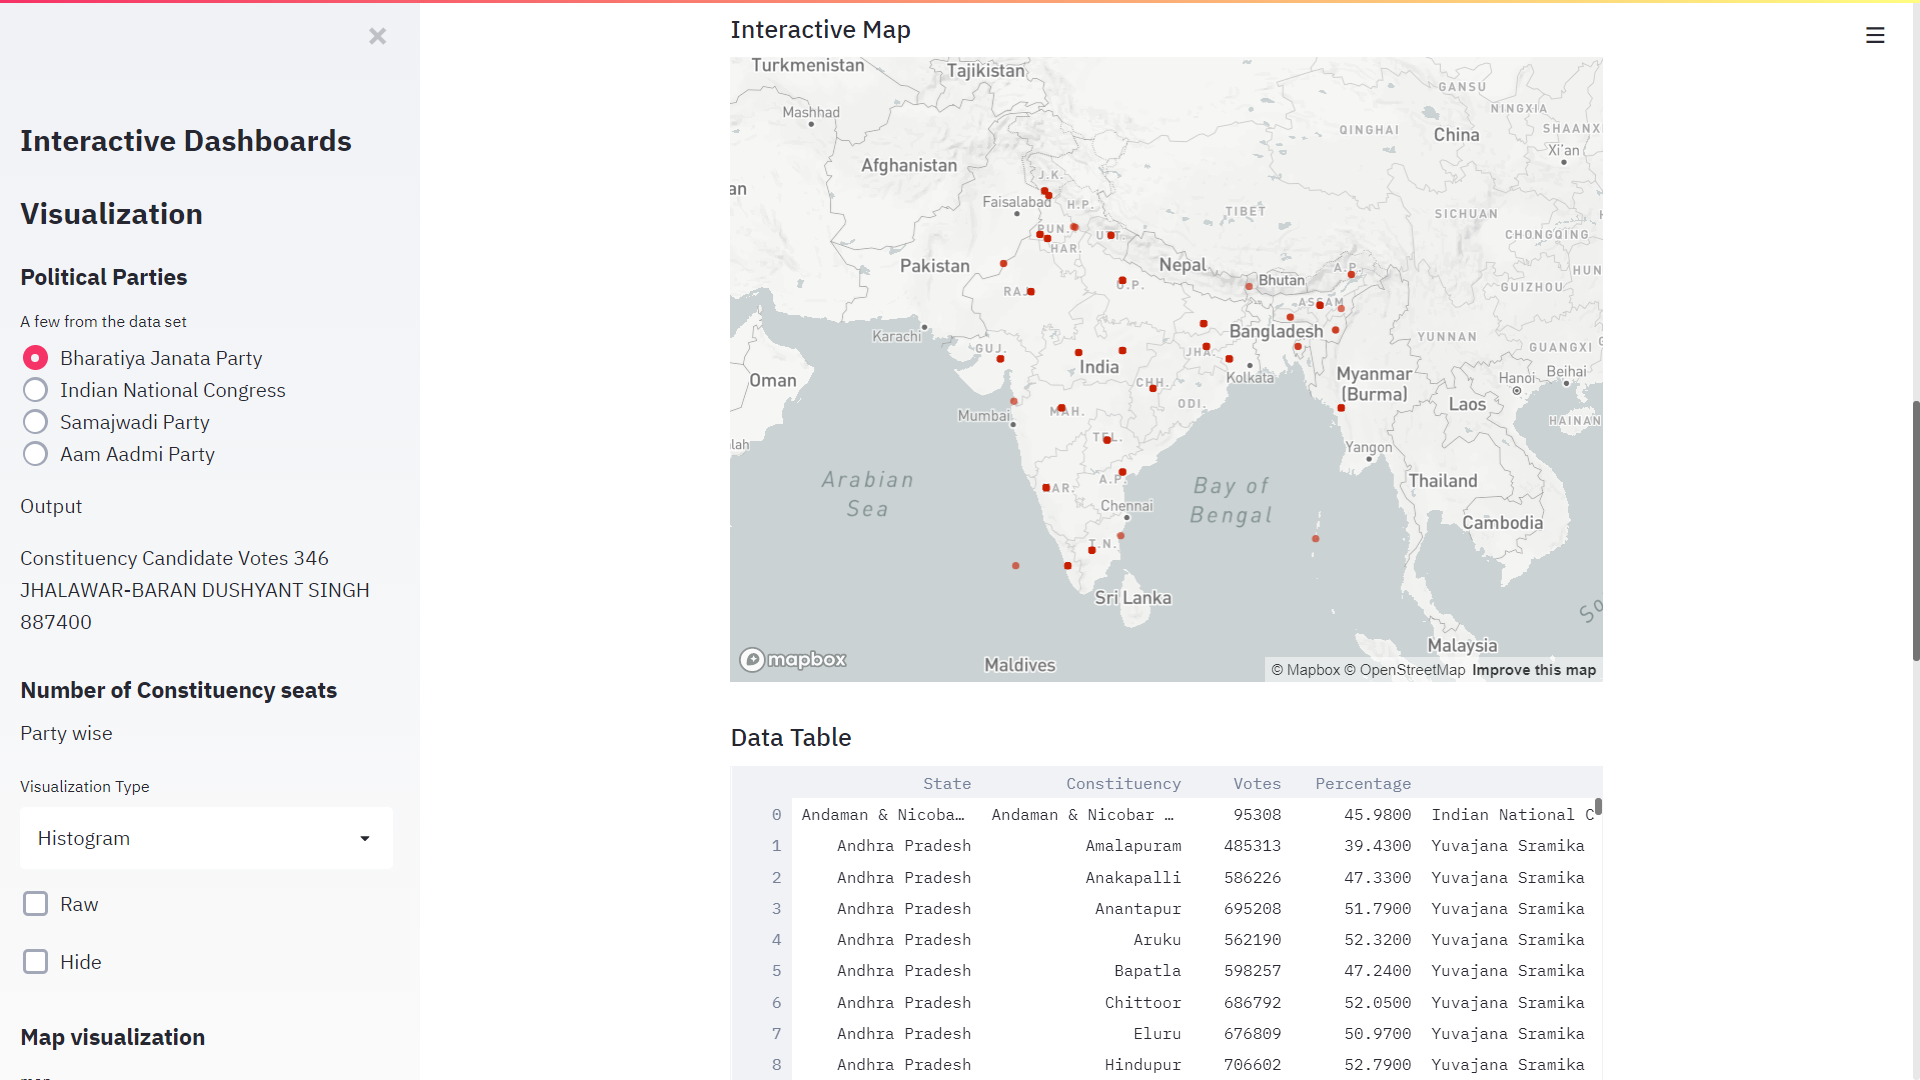 Interactive Dashboards
Visualization
Political Parties
A few from the data set
Bharatiya Janata Party
Indian National Congress
Samajwadi Party
Aam Aadmi Party
Output
Constituency Candidate Votes 346
JHALAWAR-BARAN DUSHYANT SINGH
887400
Number of Constituency seats
Party wise
Visualization Type
Histogram
Raw
Hide
Map visualization
Interactive Map
Turkmenistan
Tajikistan
GANSU
Mashhad
NINGXIA
QINGHAI
China
SHAANX
Xi'an
Afghanistan
J.K.
an
Faisalabad
H.P.
TIBET
SICHUAN
PUN.
HAR.
CHONGQING
Pakistan
Nepal
A.P.
HUN
Bhutan
RAJ
U.P.
GUIZHOU
ASSAM
Karachi
Bangladesh
YUNNAN
GUJ.
JHA.
GUANGXI
India
Oman
Kolkata
Myanmar
(Burma)
Hanoi
Beihai
CHH.
ODI.
Laos
Mumbai
MAH.
HAINAN
TEL.
lah
Yangon
Arabian
Sea
A.P.
Bay of
Bengal
Thailand
AR.
Chennai
Cambodia
T.N.
Sri Lanka
So
Malaysia
mapbox
Maldives
© Mapbox © OpenStreetMap Improve this map
Data Table
State Constituency Votes Percentage
0 Andaman & Nicoba… Andaman & Nicobar … 95308 45.9800 Indian National C
1 Andhra Pradesh Amalapuram 485313 39.4300 Yuvajana Sramika
2 Andhra Pradesh Anakapalli 586226 47.3300 Yuvajana Sramika
3 Andhra Pradesh Anantapur 695208 51.7900 Yuvajana Sramika
4 Andhra Pradesh Aruku 562190 52.3200 Yuvajana Sramika
5 Andhra Pradesh Bapatla 598257 47.2400 Yuvajana Sramika
6 Andhra Pradesh Chittoor 686792 52.0500 Yuvajana Sramika
7 Andhra Pradesh Eluru 676809 50.9700 Yuvajana Sramika
8 Andhra Pradesh Hindupur 706602 52.7900 Yuvajana Sramika